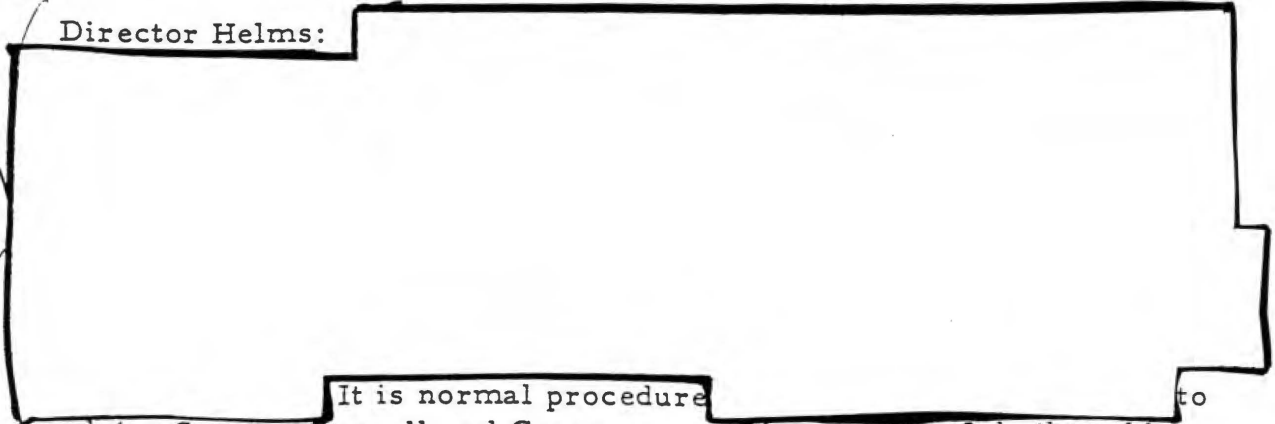 Director Helms:
It is normal procedure to